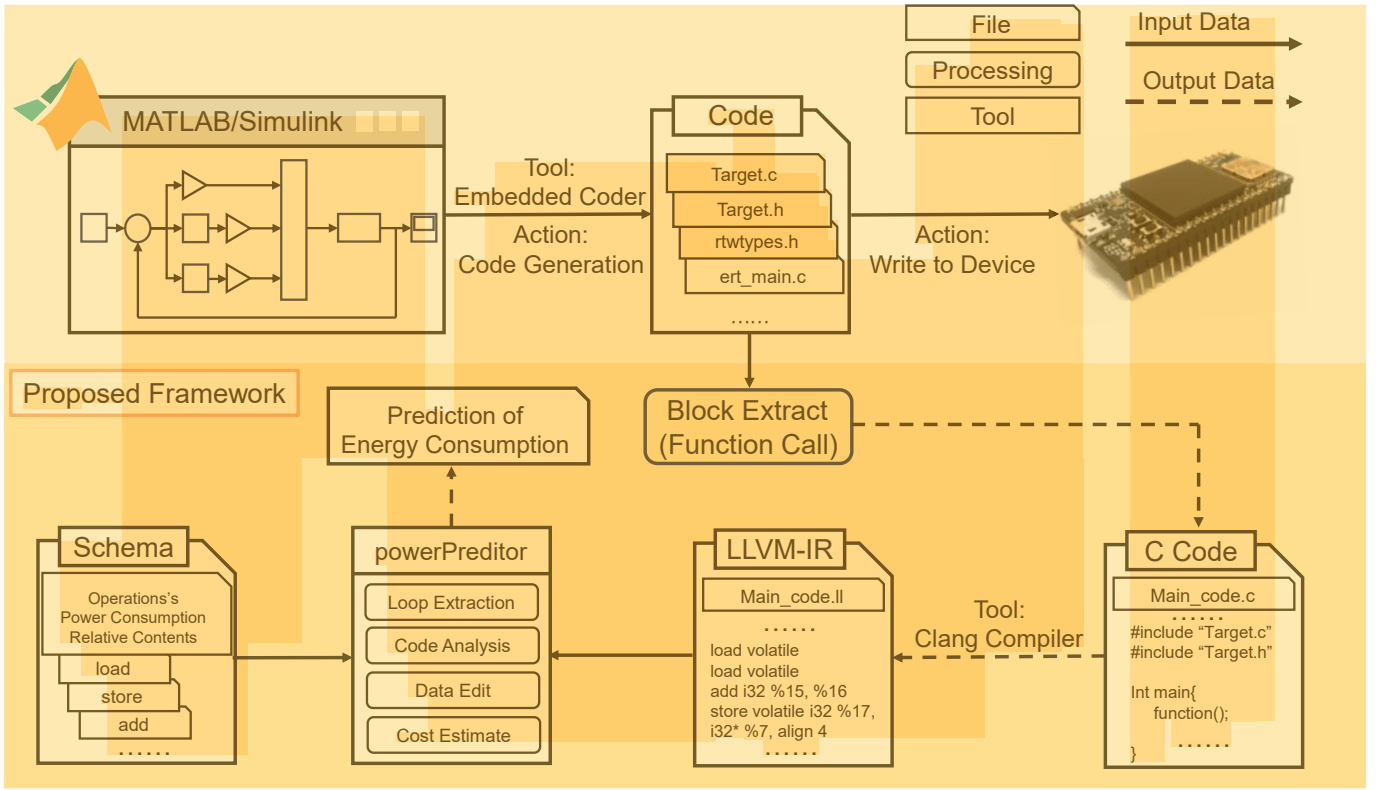 File
Processing
Tool
Input Data
Output Data
MATLAB/Simulink
Tool:
Embedded Coder
Action:
Code Generation
Code
Target.c
Target.h
rtwtypes.h
ert_main.c
......
Action:
Write to Device
Proposed Framework
Prediction of
Energy Consumption
Block Extract
(Function Call)
Schema
Operations's
Power Consumption
Relative Contents
load
store
add
......
powerPreditor
Loop Extraction
Code Analysis
Data Edit
Cost Estimate
LLVM-IR
Main_code.ll
......
load volatile
load volatile
add i32 %15, %16
store volatile i32 %17,
i32* %7, align 4
......
Tool:
Clang Compiler
C Code
Main_code.c
......
#include “Target.c”
#include “Target.h”
Int main{
function();
......
}